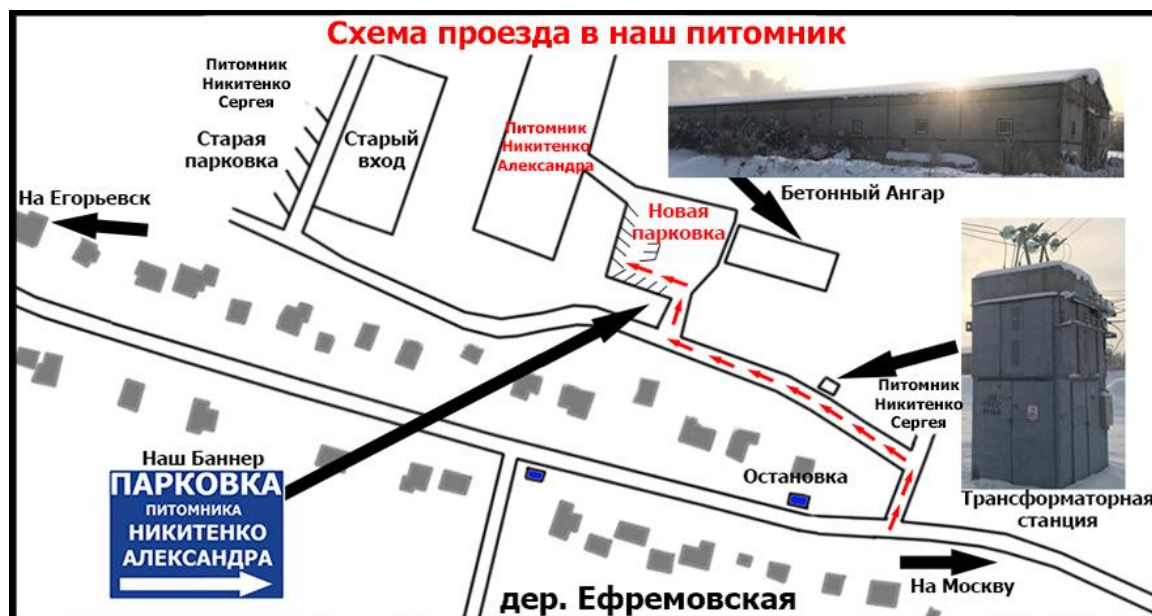 Схема проезда в наш питомник
Питомник
Никитенко
Сергея
Старая
парковка
Старый
вход
Питомник
Никитенко
Александра
На Егорьевск
Новая
парковка
Бетонный Ангар
Питомник
Никитенко
Сергея
Наш Баннер
ПАРКОВКА
ПИТОМНИКА
НИКИТЕНКО
АЛЕКСАНДРА
Остановка
Трансформаторная
станция
На Москву
дер. Ефремовская